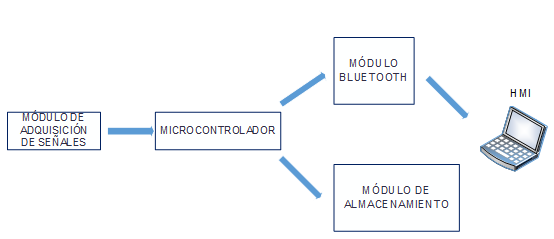 MÓDULO DE
ADQUISICIÓN
DE SEÑALES
MICROCONTROLADOR
MÓDULO
BLUETOOTH
HMI
MÓDULO DE
ALMACENAMIENTO